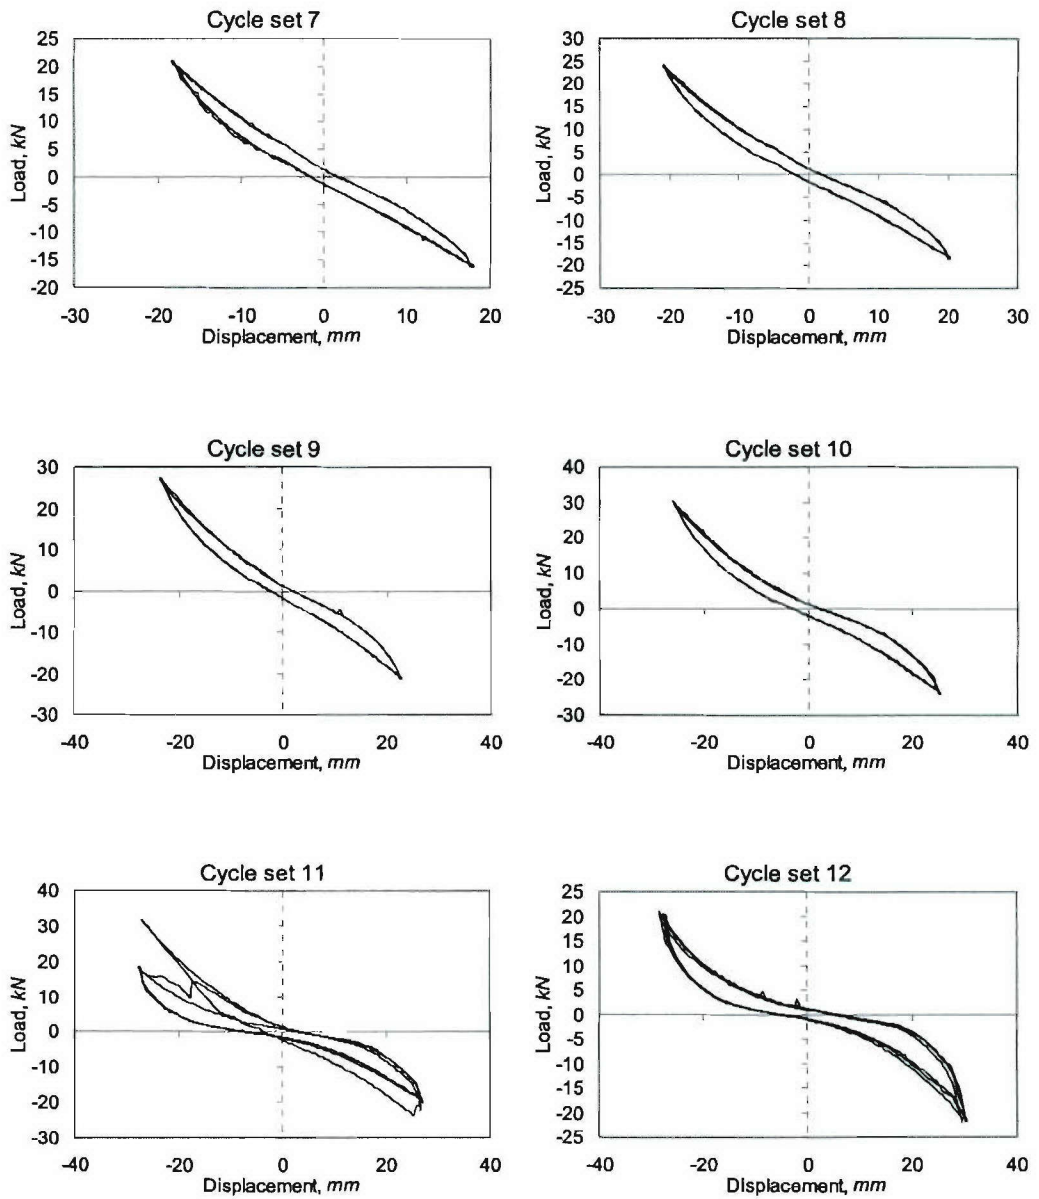 Cycle set 7
25
20
15
10
5
0
-5
-10
-15
-20
Load, kN
-30 -20 -10 0 10 20
Displacement, mm
Cycle set 8
30
25
20
15
10
5
0
-5
-10
-15
-20
-25
Load, kN
-30 -20 -10 0 10 20 30
Displacement, mm
Cycle set 9
30
20
10
0
-10
-20
-30
Load, kN
-40 -20 0 20 40
Displacement, mm
Cycle set 10
40
30
20
10
0
-10
-20
-30
Load, kN
-40 -20 0 20 40
Displacement, mm
Cycle set 11
40
30
20
10
0
-10
-20
-30
Load, kN
-40 -20 0 20 40
Displacement, mm
Cycle set 12
25
20
15
10
5
0
-5
-10
-15
-20
-25
Load, kN
-40 -20 0 20 40
Displacement, mm